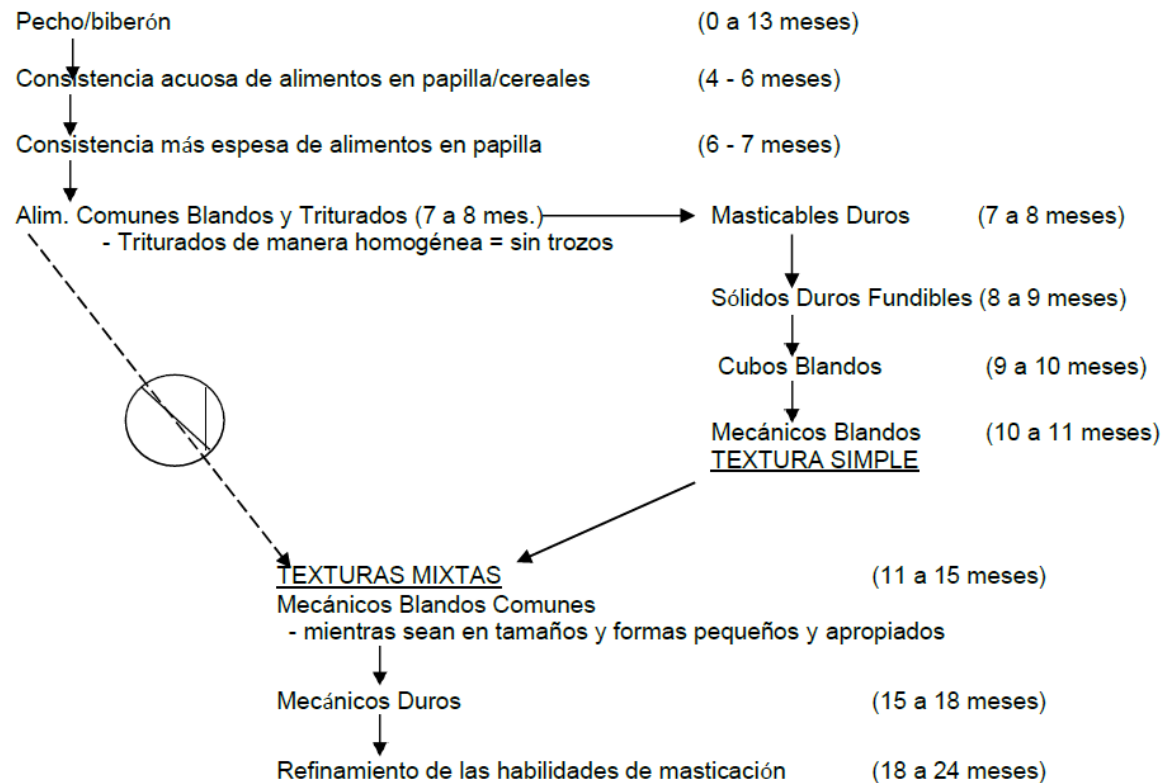 Pecho/biberón (0 a 13 meses)
Consistencia acuosa de alimentos en papilla/cereales (4 - 6 meses)
Consistencia más espesa de alimentos en papilla (6 - 7 meses)
Alim. Comunes Blandos y Triturados (7 a 8 mes.) Masticables Duros (7 a 8 meses)
- Triturados de manera homogénea = sin trozos
Sólidos Duros Fundibles (8 a 9 meses)
Cubos Blandos (9 a 10 meses)
Mecánicos Blandos (10 a 11 meses)
TEXTURA SIMPLE
TEXTURAS MIXTAS (11 a 15 meses)
Mecánicos Blandos Comunes
- mientras sean en tamaños y formas pequeños y apropiados
Mecánicos Duros (15 a 18 meses)
Refinamiento de las habilidades de masticación (18 a 24 meses)